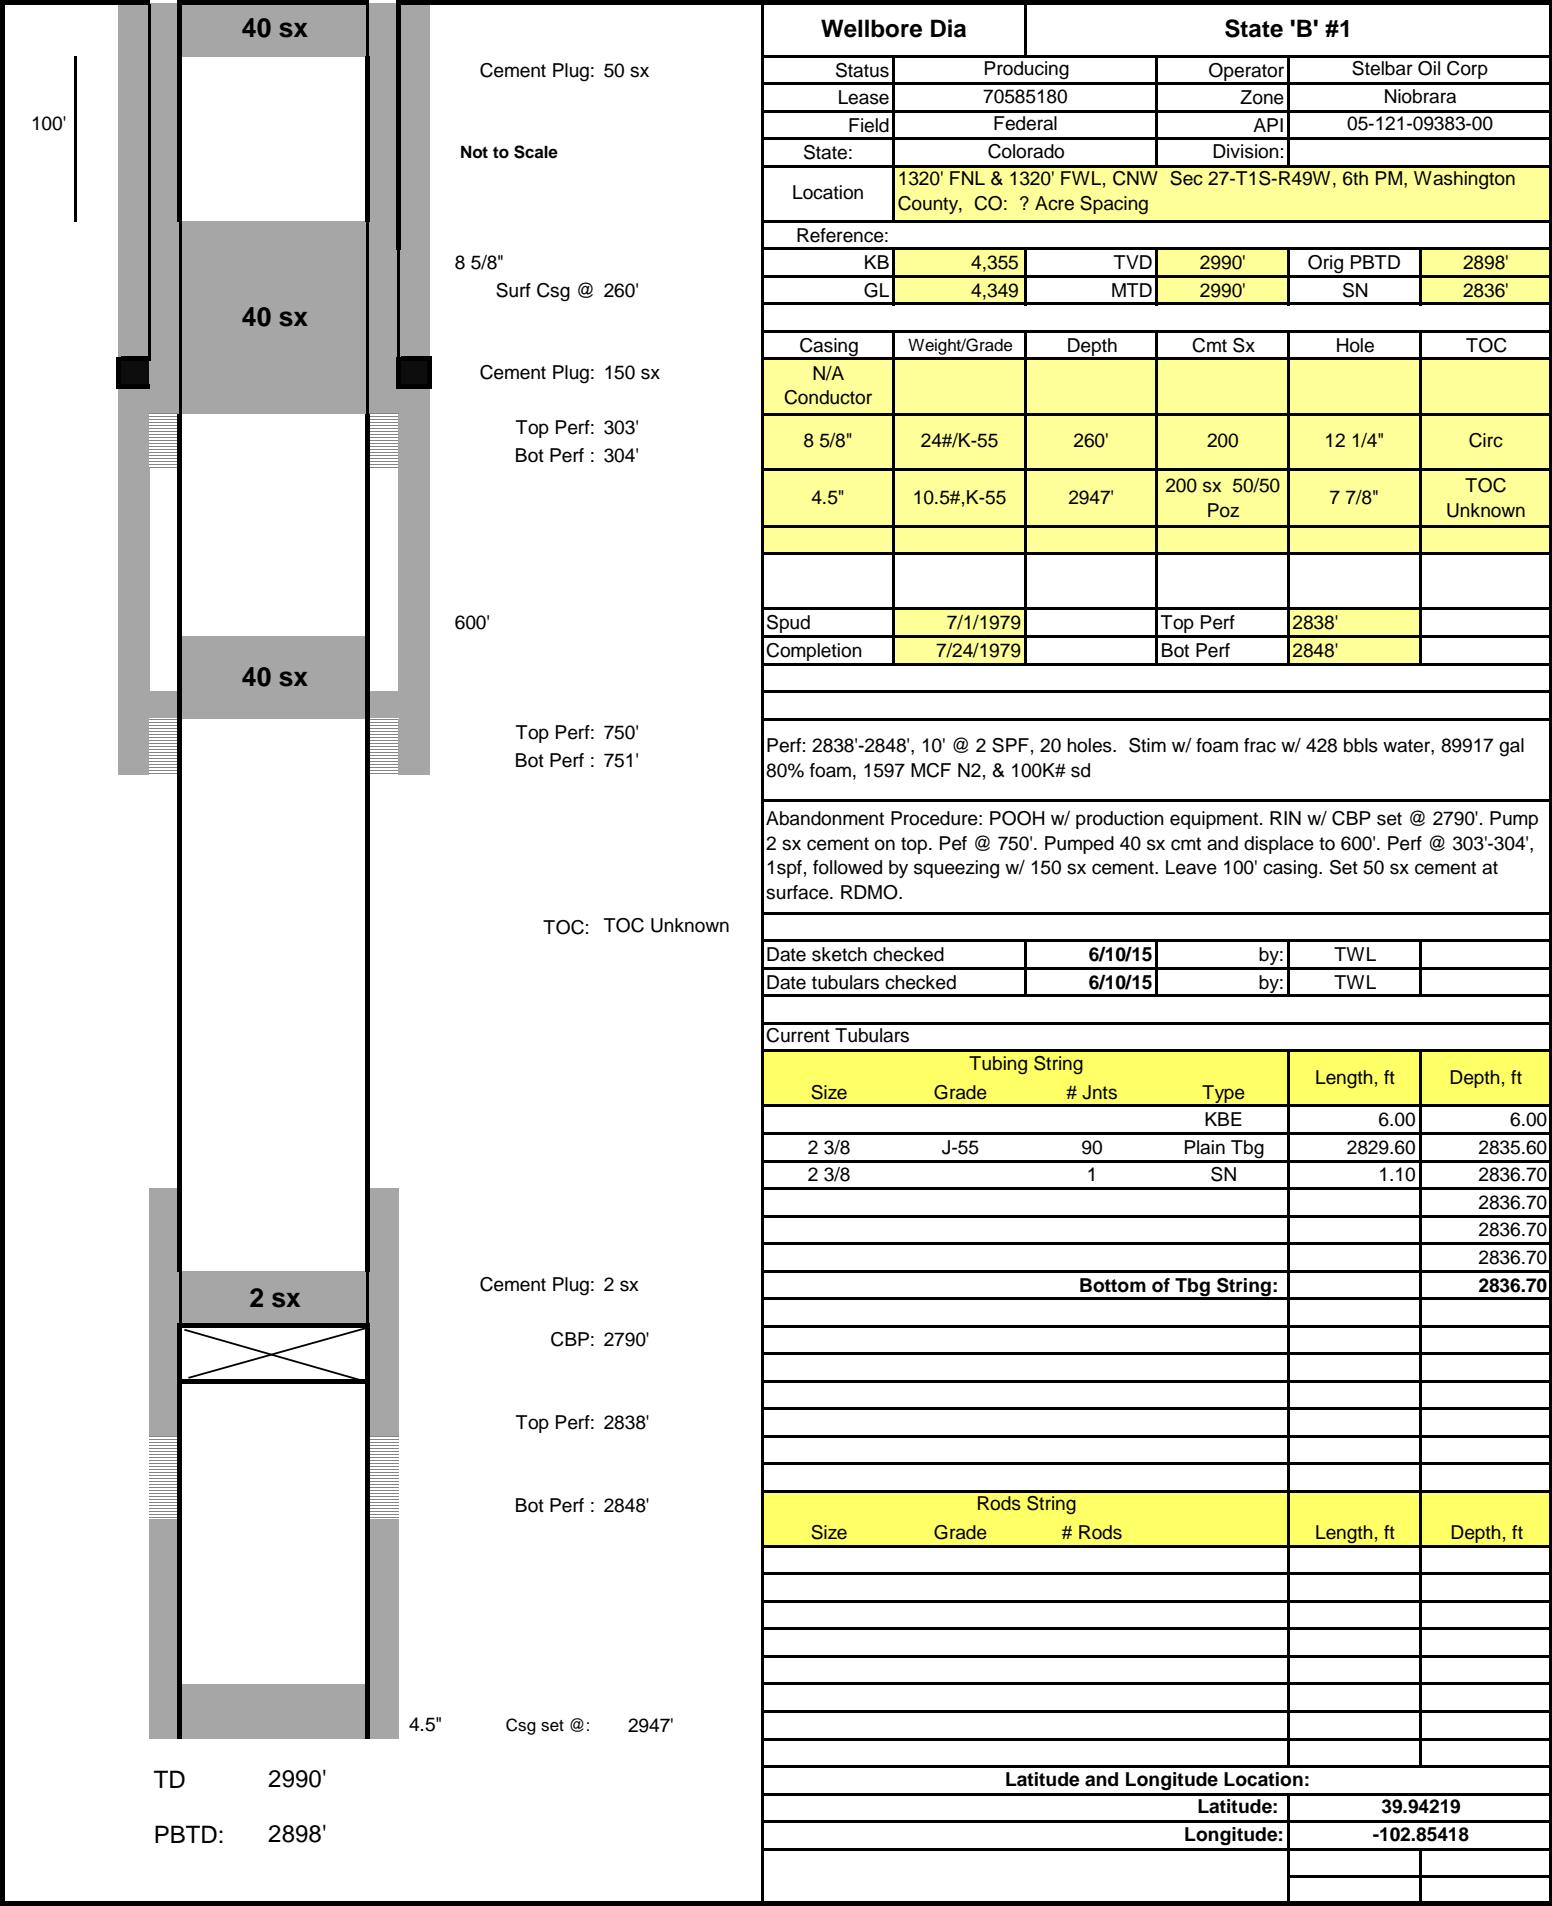 40 sx
Cement Plug: 50 sx
100'
Not to Scale
8 5/8"
Surf Csg @ 260'
40 sx
Cement Plug: 150 sx
Top Perf: 303'
Bot Perf : 304'
600'
40 sx
Top Perf: 750'
Bot Perf : 751'
TOC: TOC Unknown
2 sx
Cement Plug: 2 sx
CBP: 2790'
Top Perf: 2838'
Bot Perf : 2848'
4.5" Csg set @: 2947'
TD 2990'
PBTD: 2898'
Wellbore Dia State 'B' #1
Status Producing Operator Stelbar Oil Corp
Lease 70585180 Zone Niobrara
Field Federal API 05-121-09383-00
State: Colorado Division:
Location 1320' FNL & 1320' FWL, CNW Sec 27-T1S-R49W, 6th PM, Washington
County, CO: ? Acre Spacing
Reference:
KB 4,355 TVD 2990' Orig PBTD 2898'
GL 4,349 MTD 2990' SN 2836'
Casing Weight/Grade Depth Cmt Sx Hole TOC
N/A
Conductor
8 5/8" 24#/K-55 260' 200 12 1/4" Circ
4.5" 10.5#,K-55 2947' 200 sx 50/50 Poz 7 7/8" TOC Unknown
Spud 7/1/1979 Top Perf 2838'
Completion 7/24/1979 Bot Perf 2848'
Perf: 2838'-2848', 10' @ 2 SPF, 20 holes. Stim w/ foam frac w/ 428 bbls water, 89917 gal
80% foam, 1597 MCF N2, & 100K# sd
Abandonment Procedure: POOH w/ production equipment. RIN w/ CBP set @ 2790'. Pump
2 sx cement on top. Pef @ 750'. Pumped 40 sx cmt and displace to 600'. Perf @ 303'-304',
1spf, followed by squeezing w/ 150 sx cement. Leave 100' casing. Set 50 sx cement at
surface. RDMO.
Date sketch checked 6/10/15 by: TWL
Date tubulars checked 6/10/15 by: TWL
Current Tubulars
Tubing String
Size Grade # Jnts Type Length, ft Depth, ft
KBE 6.00 6.00
2 3/8 J-55 90 Plain Tbg 2829.60 2835.60
2 3/8 1 SN 1.10 2836.70
2836.70
2836.70
2836.70
Bottom of Tbg String: 2836.70
Rods String
Size Grade # Rods Length, ft Depth, ft
Latitude and Longitude Location:
Latitude: 39.94219
Longitude: -102.85418